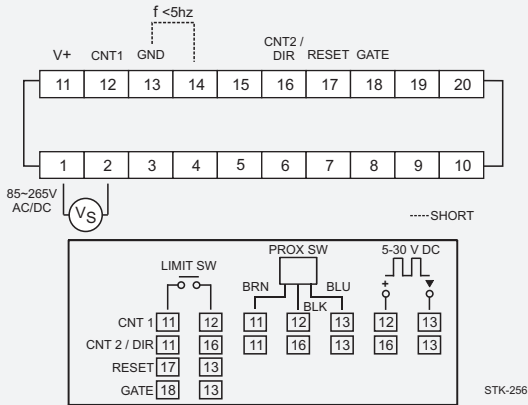 f <5hz
V+ CNT1 GND CNT2 / DIR RESET GATE
11 12 13 14 15 16 17 18 19 20
1 2 3 4 5 6 7 8 9 10
85~265V
AC/DC
VS
-----SHORT
LIMIT SW PROX SW 5-30 V DC
BRN BLU
BLK
+
CNT 1 11 12 11 12 13 12 13
CNT 2 / DIR 11 16 11 16 13 16 13
RESET 17 13
GATE 18 13
STK-256